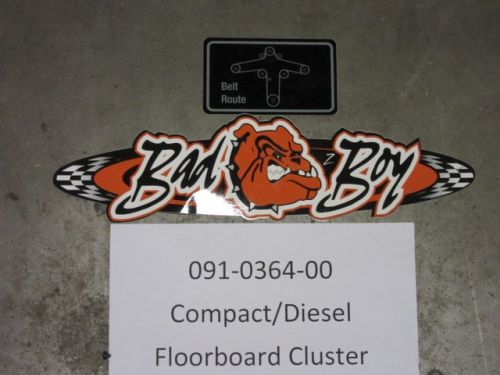 Belt
Route
Bad Boy
Z
091-0364-00
Compact/Diesel
Floorboard Cluster